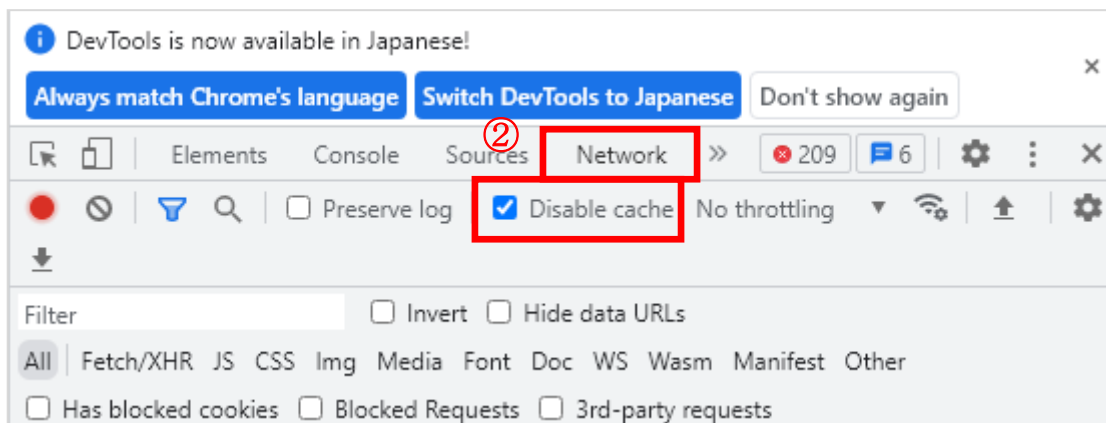 DevTools is now available in Japanese!
Always match Chrome's language Switch DevTools to Japanese Don't show again
②
Elements Console Sources Network 209 6
Preserve log Disable cache No throttling
Filter Invert Hide data URLs
All Fetch/XHR JS CSS Img Media Font Doc WS Wasm Manifest Other
Has blocked cookies Blocked Requests 3rd-party requests